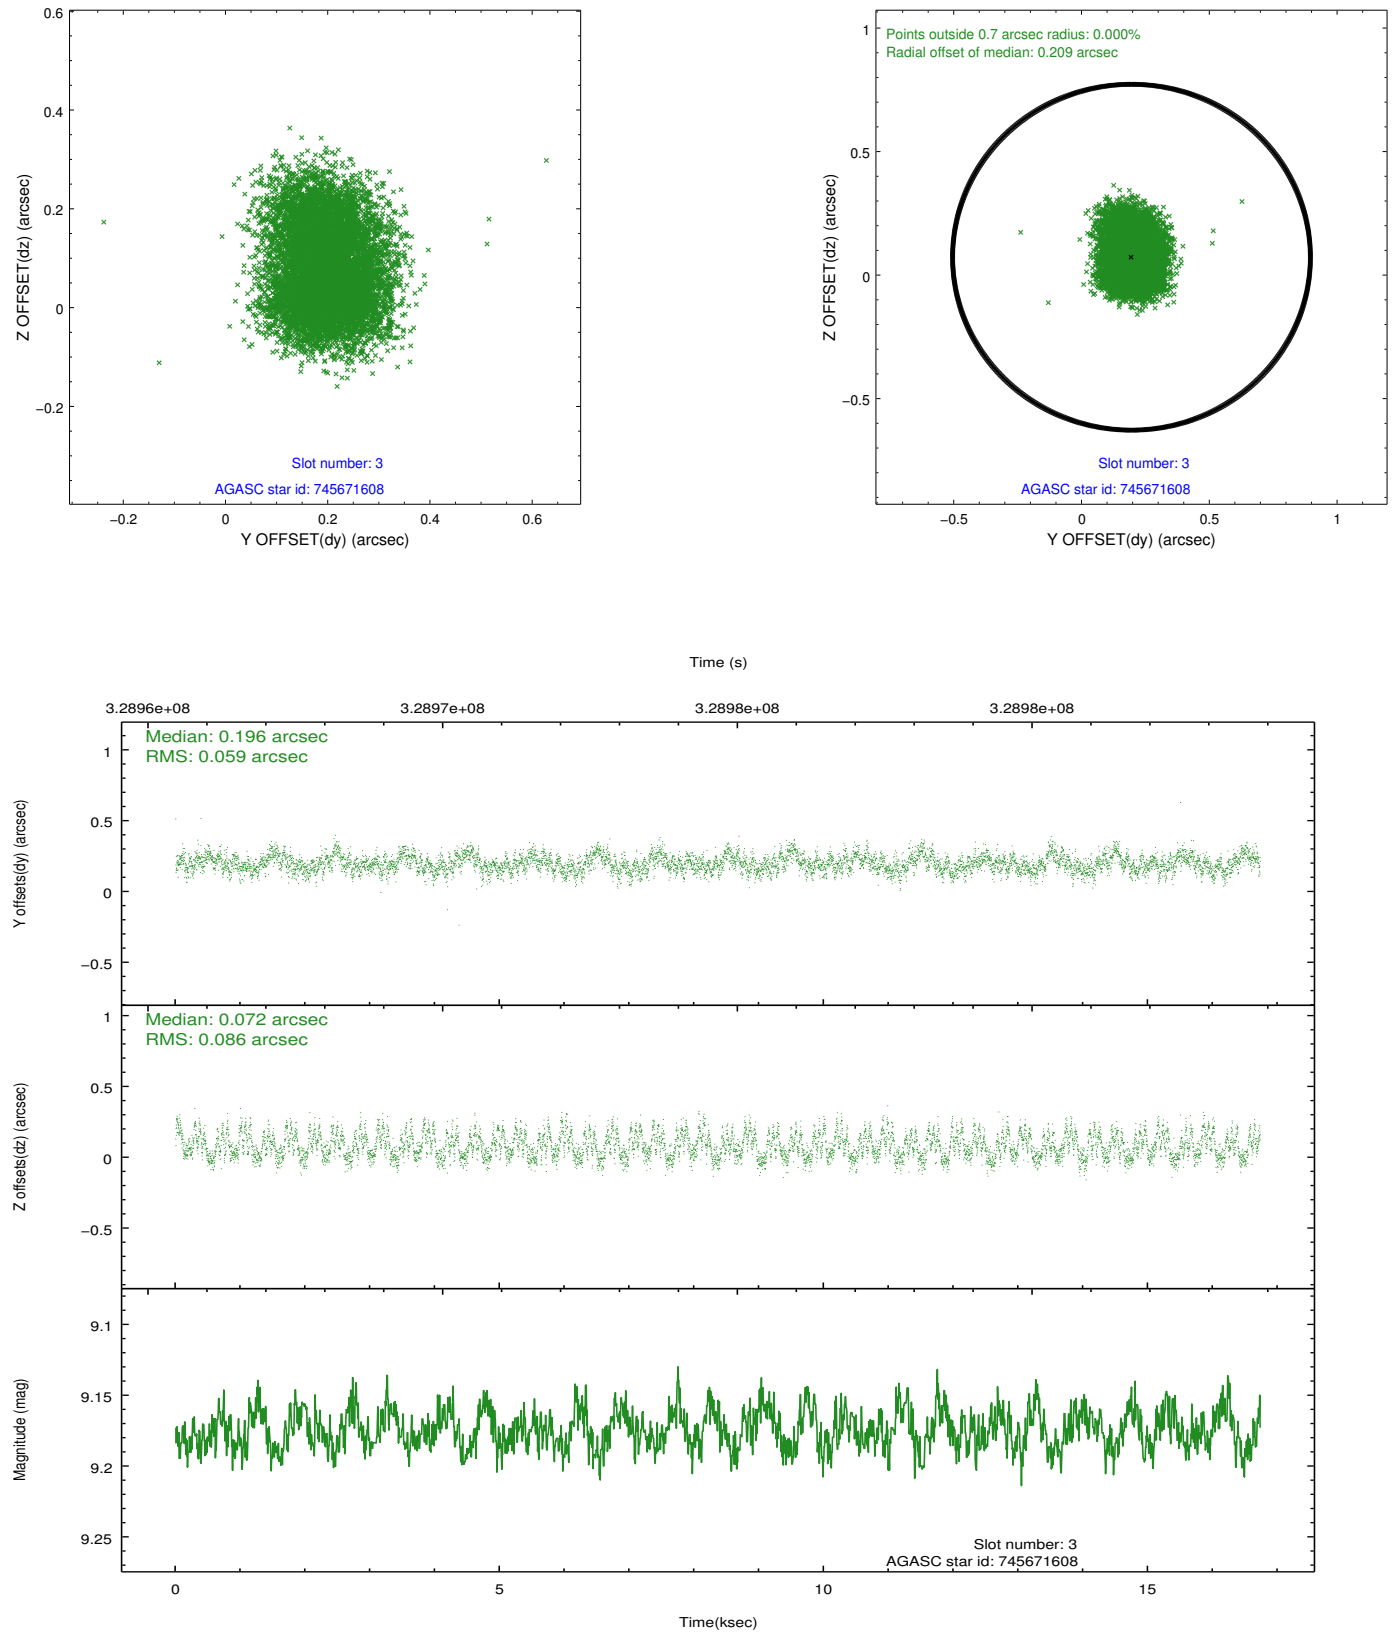 0.6
0.4
0.2
0
−0.2
Z OFFSET(dz) (arcsec)
Slot number: 3
AGASC star id: 745671608
−0.2 0 0.2 0.4 0.6
Y OFFSET(dy) (arcsec)
Points outside 0.7 arcsec radius: 0.000%
Radial offset of median: 0.209 arcsec
1
0.5
0
−0.5
Z OFFSET(dz) (arcsec)
Slot number: 3
AGASC star id: 745671608
−0.5 0 0.5 1
Y OFFSET(dy) (arcsec)
Time (s)
3.2896e+08 3.2897e+08 3.2898e+08 3.2898e+08
Median: 0.196 arcsec
RMS: 0.059 arcsec
1
0.5
0
−0.5
Y offsets(dy) (arcsec)
Median: 0.072 arcsec
RMS: 0.086 arcsec
1
0.5
0
−0.5
Z offsets(dz) (arcsec)
9.1
9.15
9.2
9.25
Magnitude (mag)
Slot number: 3
AGASC star id: 745671608
0 5 10 15
Time(ksec)